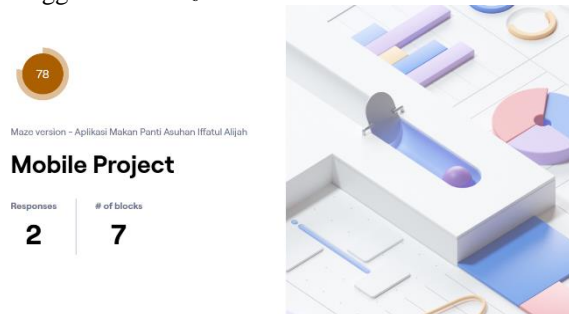 78
Maze version - Aplikasi Makan Panti Asuhan Iffatul Alijah
Mobile Project
Responses # of blocks
2 7